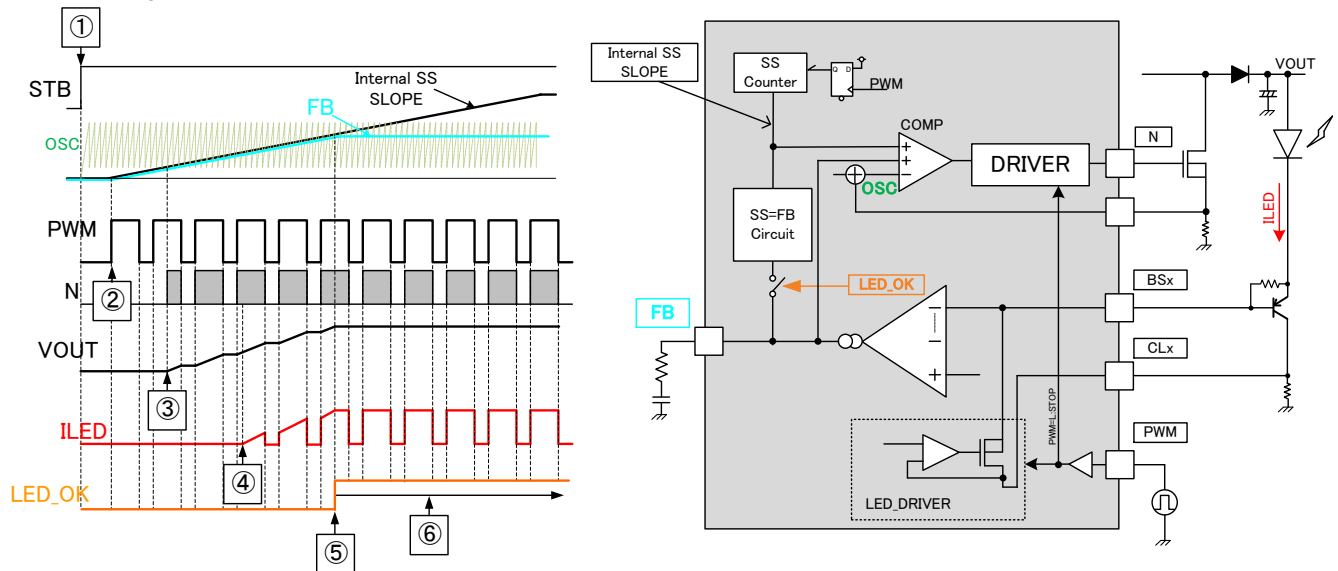 ①
STB
Internal SS
SLOPE
FB
OSC
PWM
②
N
VOUT
③
ILED
④
LED_OK
⑤
⑥
Internal SS
SLOPE
SS
Counter
Q D
PWM
COMP
OSC
DRIVER
SS=FB
Circuit
LED_OK
FB
PWM=L:STOP
LED_DRIVER
N
VOUT
ILED
BSx
CLx
PWM